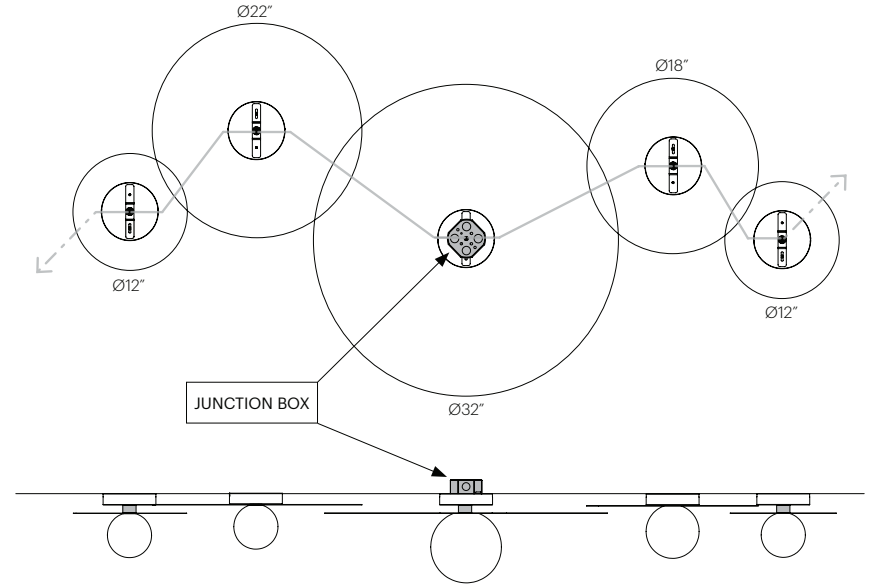 Ø22”
Ø18”
Ø12”
Ø12”
JUNCTION BOX
Ø32”